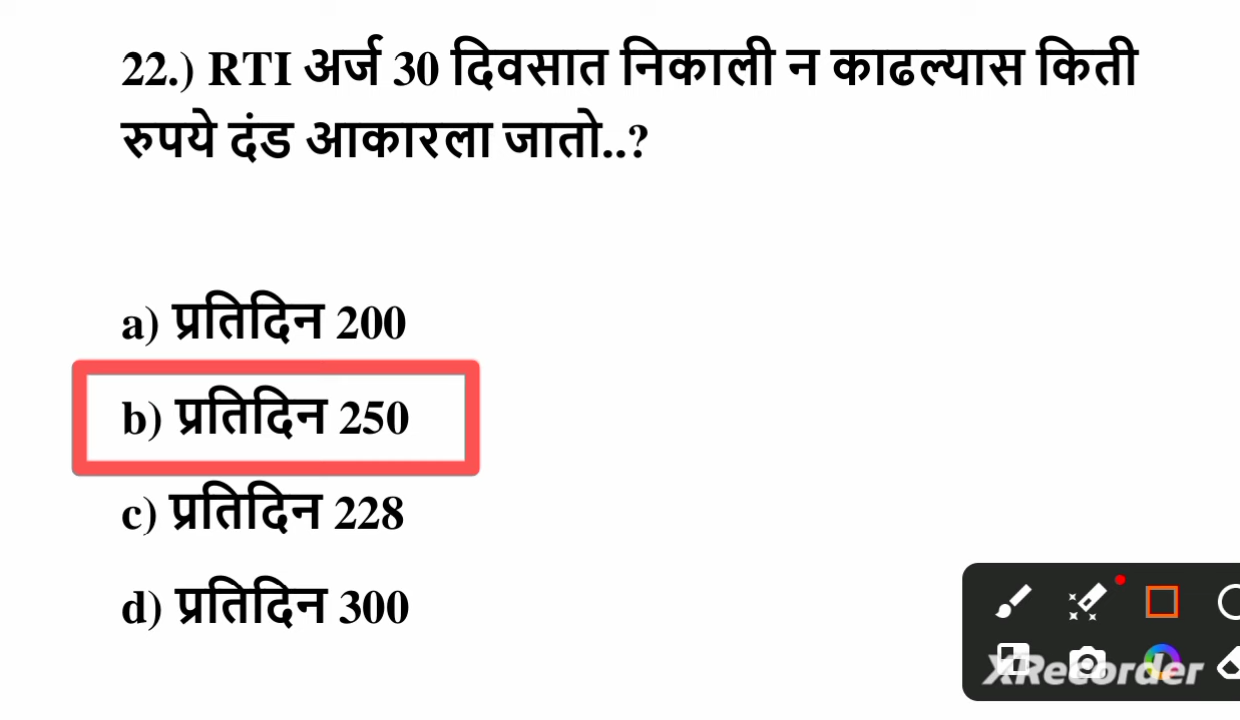 22.) RTI अर्ज 30 दिवसात निकाली न काढल्यास किती
रुपये दंड आकारला जातो..?
a) प्रतिदिन 200
b) प्रतिदिन 250
c) प्रतिदिन 228
d) प्रतिदिन 300
XRecorder